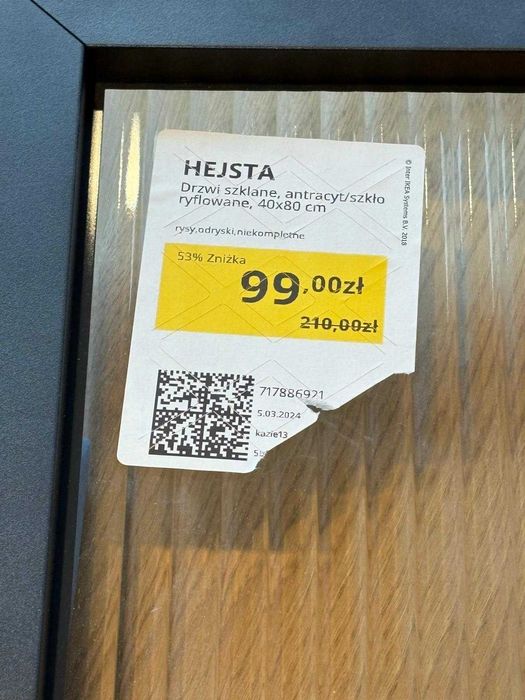 HEJSTA
Drzwi szklane, antracyt/szkło
ryflowane, 40x80 cm
rysy,odryski,niekompletne
53% Zniżka
99,00zł
210,00zł
717886921
5.03.2024
kazie13
© Inter IKEA Systems B.V. 2018